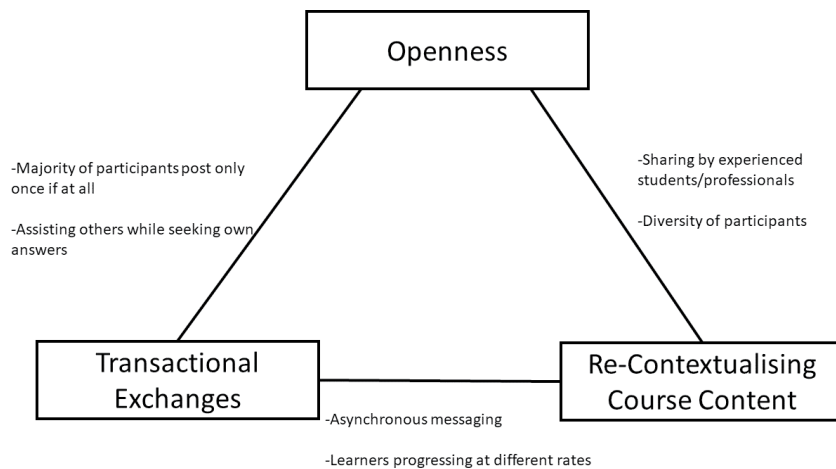 Openness
-Majority of participants post only
once if at all
-Assisting others while seeking own
answers
-Sharing by experienced
students/professionals
-Diversity of participants
Transactional
Exchanges
Re-Contextualising
Course Content
-Asynchronous messaging
-Learners progressing at different rates